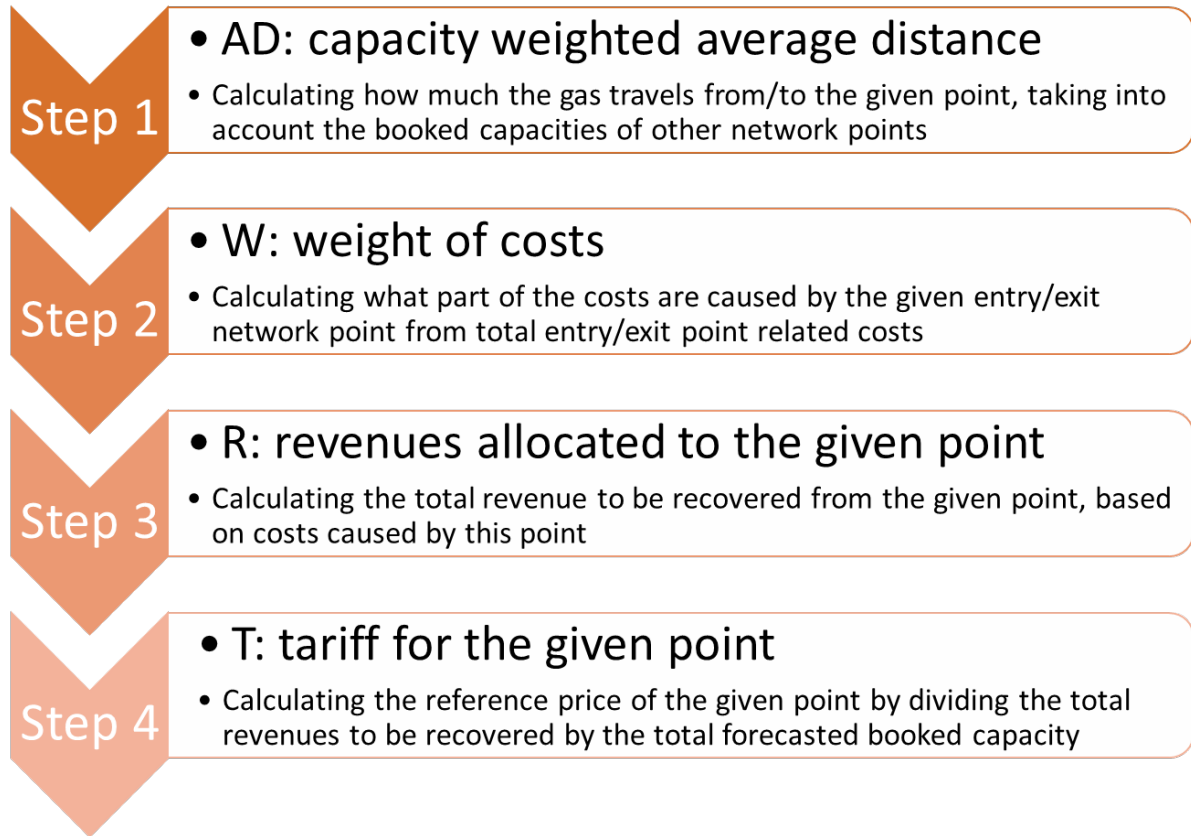 Step 1
• AD: capacity weighted average distance
• Calculating how much the gas travels from/to the given point, taking into
account the booked capacities of other network points
Step 2
• W: weight of costs
• Calculating what part of the costs are caused by the given entry/exit
network point from total entry/exit point related costs
Step 3
• R: revenues allocated to the given point
• Calculating the total revenue to be recovered from the given point, based
on costs caused by this point
Step 4
• T: tariff for the given point
• Calculating the reference price of the given point by dividing the total
revenues to be recovered by the total forecasted booked capacity